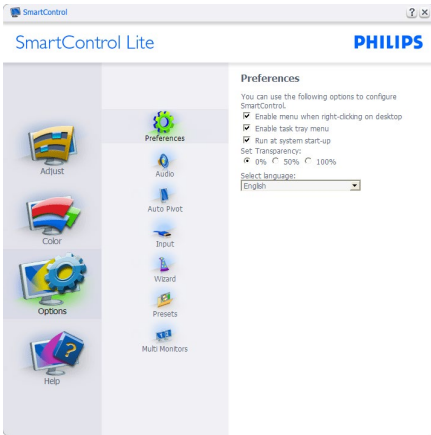 SmartControl
? ×
SmartControl Lite
PHILIPS
Adjust
Color
Options
Help
Preferences
Audio
Auto Pivot
Input
Wizard
Presets
Multi Monitors
Preferences
You can use the following options to configure
SmartControl.
Enable menu when right-clicking on desktop
Enable task tray menu
Run at system start-up
Set Transparency:
0% 50% 100%
Select language:
English